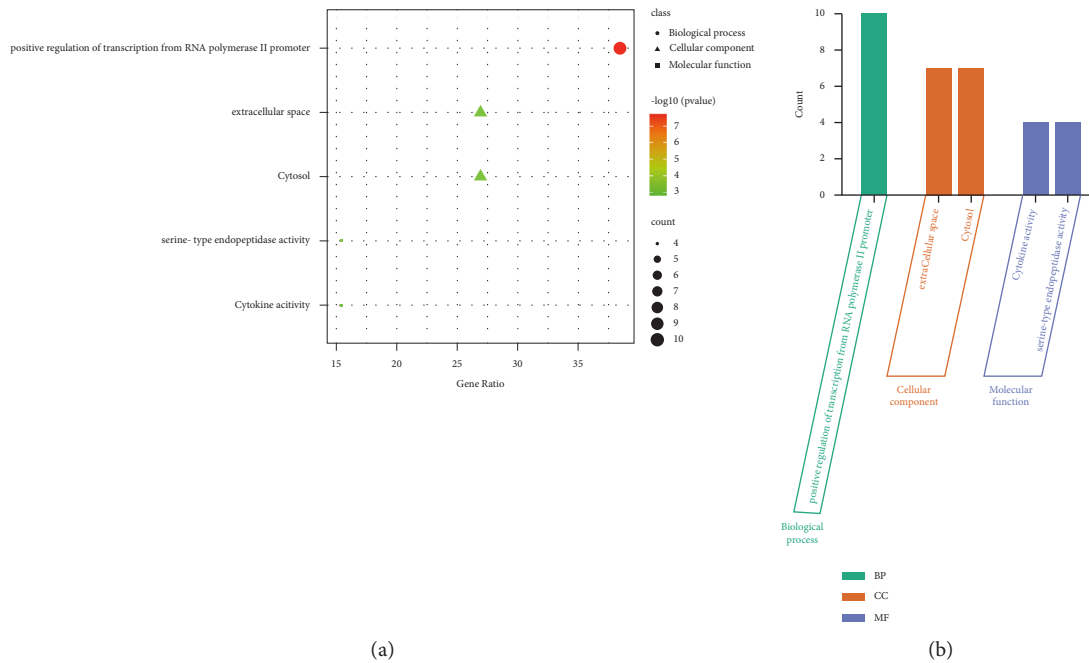 positive regulation of transcription from RNA polymerase II promoter
extracellular space
Cytosol
serine- type endopeptidase activity
Cytokine acitivity
15
20
25
30
35
Gene Ratio
class
Biological process
Cellular component
Molecular function
-log10 (pvalue)
7
6
5
4
3
count
4
5
6
7
8
9
10
(a)
Count
10
8
6
4
2
0
positive regulation of transcription from RNA polymerase II promoter
extraCellular space
Cytosol
Cytokine activity
serine-type endopeptidase activity
Biological
process
Cellular
component
Molecular
function
BP
CC
MF
(b)